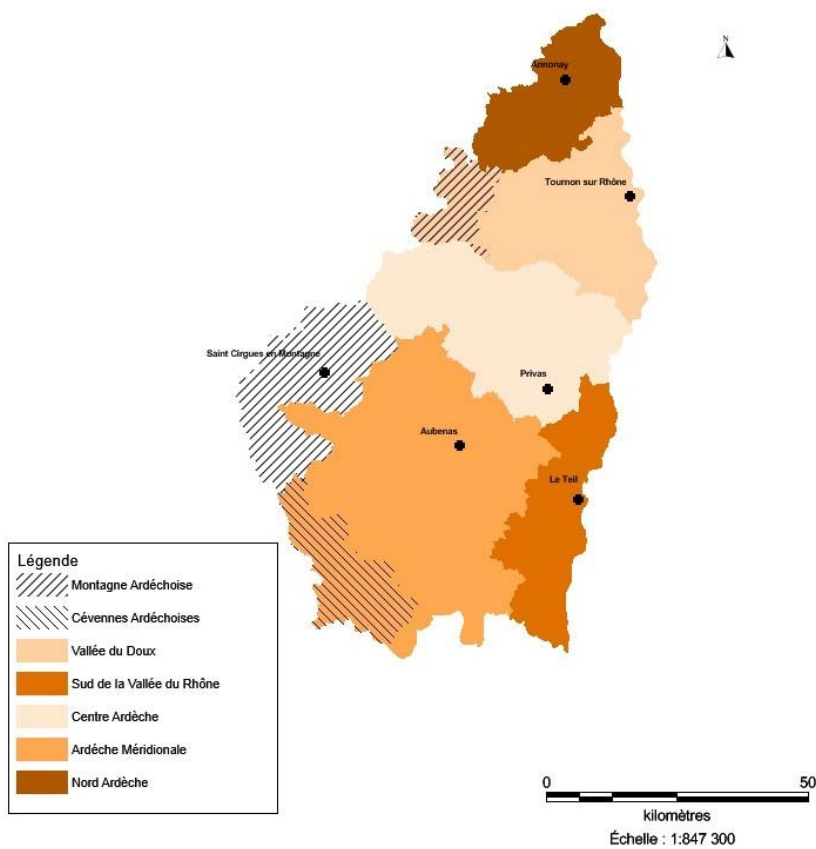 N
Annonay
Tournon sur Rhône
Saint Cirgues en Montagne
Privas
Aubenas
Le Teil
Légende
Montagne Ardéchoise
Cévennes Ardéchoises
Vallée du Doux
Sud de la Vallée du Rhône
Centre Ardèche
Ardéche Méridionale
Nord Ardèche
0 50
kilomètres
Échelle : 1:847 300